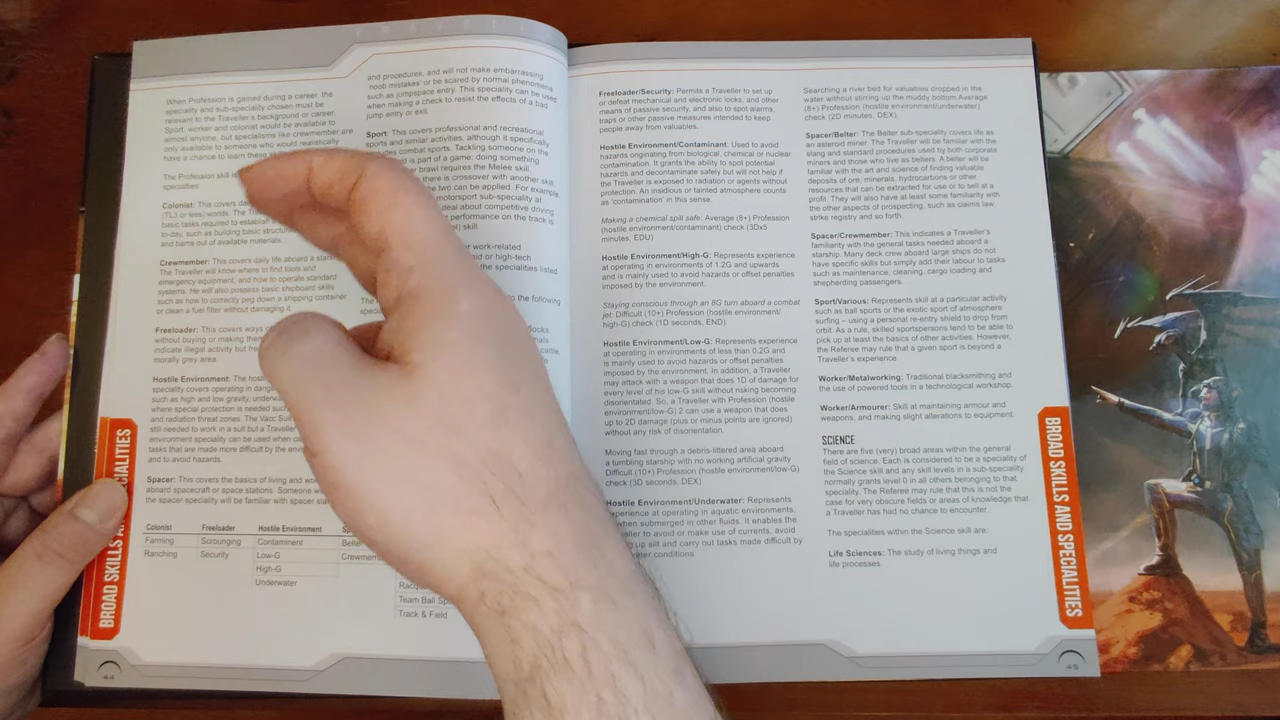 When Profession is gained during a career, the
speciality and sub-speciality chosen must be
relevant to the Traveller's background or career.
Sport, worker and colonist would be available to
almost anyone, but specialisms like crewmember are
only available to someone who would realistically
have a chance to learn these
The Profession skill is
specialties
Colonist: This covers
(TL3 or less) worlds. The
basic tasks required to establish
to-day, such as building basic
and barns out of available materials.
Crewmember: This covers daily life aboard a
The Traveller will know where to find tools and
emergency equipment, and how to operate standard
systems. He will also possess basic shipboard skills
such as how to correctly peg down a shipping container
or clean a fuel filter without damaging it.
Freeloader: This covers ways
without buying or making them
indicate illegal activity but
morally grey area.
Hostile Environment: The
speciality covers operating in
such as high and low gravity,
where special protection is needed
and radiation threat zones. The Vacc Suit
still needed to work in a suit but a
environment speciality can be used when
tasks that are made more difficult by the
and to avoid hazards.
Spacer: This covers the basics of living and
aboard spacecraft or space stations. Someone
the spacer speciality will be familiar with spacer
Colonist Freeloader Hostile Environment
Farming Scrounging Contaminent
Ranching Security Low-G
High-G
Underwater
and procedures, and will not make embarrassing
'noob mistakes' or be scared by normal phenomena
such as jumpspace entry. This speciality can be used
when making a check to resist the effects of a bad
jump entry or exit.
Sport: This covers professional and recreational
sports and similar activities, although it specifically
combat sports. Tackling someone on the
is part of a game; doing something
brawl requires the Melee skill.
there is crossover with another skill,
the two can be applied. For example,
motorsport sub-speciality at
deal about competitive driving
performance on the track is
skill.
or work-related
or high-tech
the specialities listed
to the following
Team Ball
Track & Field
44
BROAD SKILLS
Freeloader/Security: Permits a Traveller to set up
or defeat mechanical and electronic locks, and other
means of passive security, and also to spot alarms,
traps or other passive measures intended to keep
people away from valuables.
Hostile Environment/Contaminant: Used to avoid
hazards originating from biological, chemical or nuclear
contamination. It grants the ability to spot potential
hazards and decontaminate safely but will not help if
the Traveller is exposed to radiation or agents without
protection. An insidious or tainted atmosphere counts
as 'contamination' in this sense.
Making a chemical spill safe: Average (8+) Profession
(hostile environment/contaminant) check (3Dx5
minutes, EDU)
Hostile Environment/High-G: Represents experience
at operating in environments of 1.2G and upwards
and is mainly used to avoid hazards or offset penalties
imposed by the environment.
Staying conscious through an 8G turn aboard a combat
jet: Difficult (10+) Profession (hostile environment/
high-G) check (1D seconds, END)
Hostile Environment/Low-G: Represents experience
at operating in environments of less than 0.2G and
is mainly used to avoid hazards or offset penalties
imposed by the environment. In addition, a Traveller
may attack with a weapon that does 1D of damage for
every level of his low-G skill without risking becoming
disorientated. So, a Traveller with Profession (hostile
environment/low-G) 2 can use a weapon that does
up to 2D damage (plus or minus points are ignored)
without any risk of disorientation.
Moving fast through a debris-littered area aboard
a tumbling starship with no working artificial gravity
Difficult (10+) Profession (hostile environment/low-G)
check (3D seconds, DEX)
Hostile Environment/Underwater: Represents
experience at operating in aquatic environments,
when submerged in other fluids. It enables the
to avoid or make use of currents, avoid
up silt and carry out tasks made difficult by
conditions.
Searching a river bed for valuables dropped in the
water without stirring up the muddy bottom Average
(8+) Profession (hostile environment/underwater)
check (2D minutes, DEX)
Spacer/Belter: The Belter sub-speciality covers life as
an asteroid miner. The Traveller will be familiar with the
slang and standard procedures used by both corporate
miners and those who live as belters. A belter will be
familiar with the art and science of finding valuable
deposits of ore, minerals, hydrocarbons or other
resources that can be extracted for use or to sell at a
profit. They will also have at least some familiarity with
the other aspects of prospecting, such as claims law,
strike registry and so forth.
Spacer/Crewmember: This indicates a Traveller's
familiarity with the general tasks needed aboard a
starship. Many deck crew aboard large ships do not
have specific skills but simply add their labour to tasks
such as maintenance, cleaning, cargo loading and
shepherding passengers.
Sport/Various: Represents skill at a particular activity
such as ball sports or the exotic sport of atmosphere
surfing – using a personal re-entry shield to drop from
orbit. As a rule, skilled sportspersons tend to be able to
pick up at least the basics of other activities. However,
the Referee may rule that a given sport is beyond a
Traveller's experience.
Worker/Metalworking: Traditional blacksmithing and
the use of powered tools in a technological workshop.
Worker/Armourer: Skill at maintaining armour and
weapons, and making slight alterations to equipment.
SCIENCE
There are five (very) broad areas within the general
field of science. Each is considered to be a speciality of
the Science skill and any skill levels in a sub-speciality
normally grants level 0 in all others belonging to that
speciality. The Referee may rule that this is not the
case for very obscure fields or areas of knowledge that
a Traveller has had no chance to encounter.
The specialities within the Science skill are:
Life Sciences: The study of living things and
life processes.
45
BROAD SKILLS AND SPECIALITIES